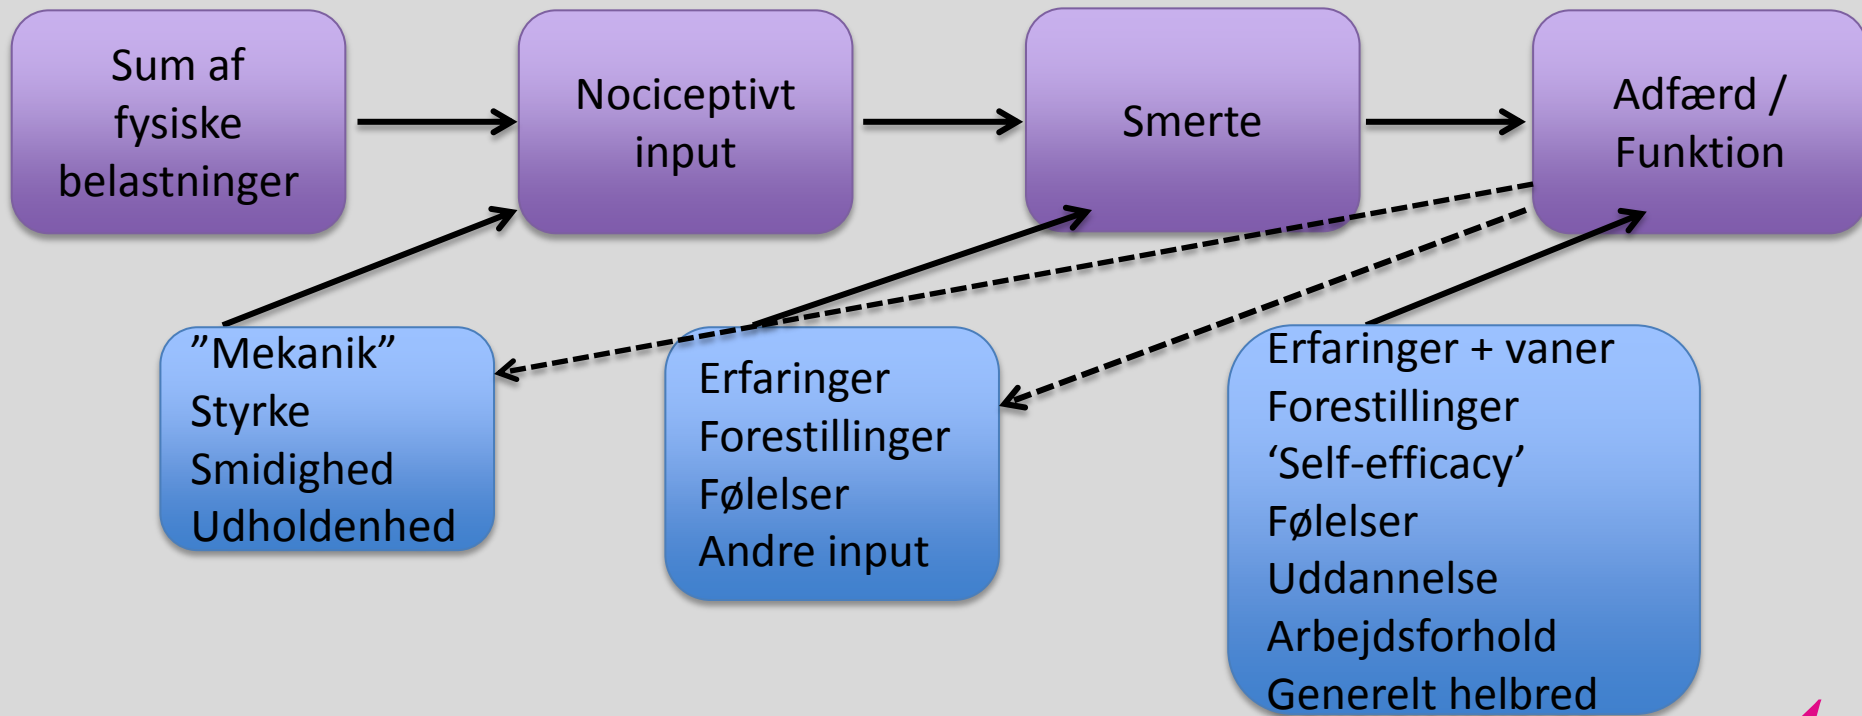 Sum af
fysiske
belastninger
Nociceptivt
input
Smerte
Adfærd /
Funktion
”Mekanik”
Styrke
Smidighed
Udholdenhed
Erfaringer
Forestillinger
Følelser
Andre input
Erfaringer + vaner
Forestillinger
‘Self-efficacy’
Følelser
Uddannelse
Arbejdsforhold
Generelt helbred